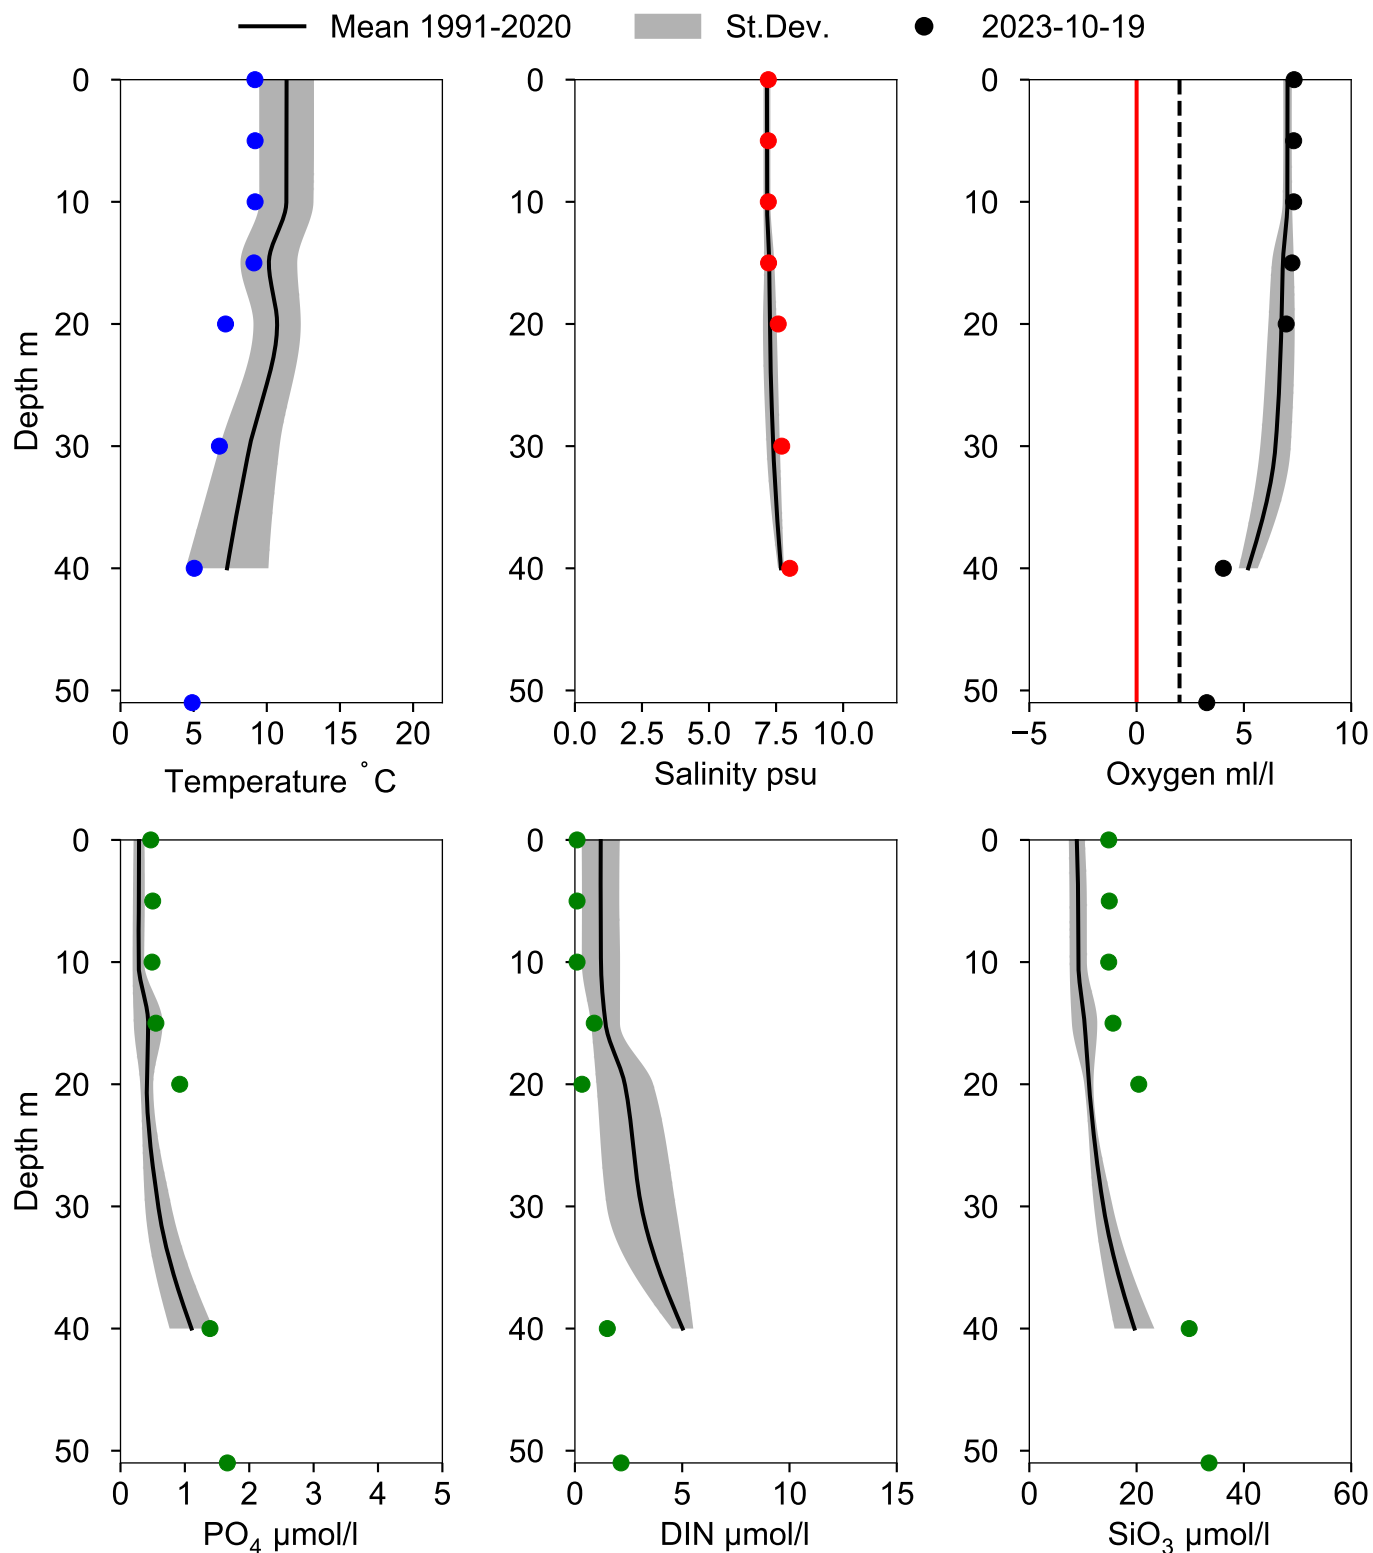 Mean 1991-2020 St.Dev. 2023-10-19
0 0 0
10 10 10
20 20 20
30 30 30
40 40 40
50 50 50
Depth m
0 5 10 15 20 0.0 2.5 5.0 7.5 10.0 −5 0 5 10
Temperature °C Salinity psu Oxygen ml/l
0 0 0
10 10 10
20 20 20
30 30 30
40 40 40
50 50 50
Depth m
0 1 2 3 4 5 0 5 10 15 0 20 40 60
PO₄ µmol/l DIN µmol/l SiO₃ µmol/l